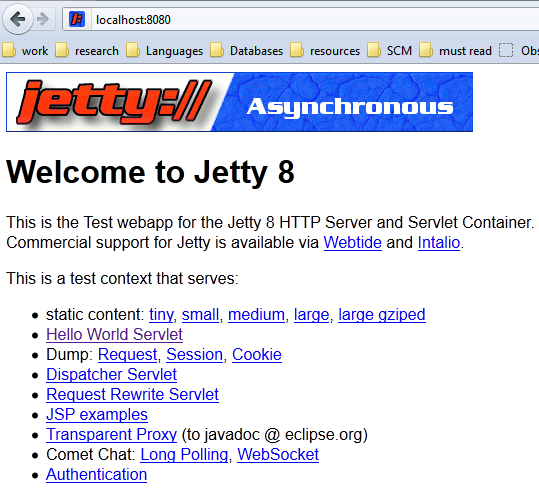 localhost:8080
work research Languages Databases resources SCM must read Obs
jetty:// Asynchronous
Welcome to Jetty 8
This is the Test webapp for the Jetty 8 HTTP Server and Servlet Container.
Commercial support for Jetty is available via Webtide and Intalio.
This is a test context that serves:
static content: tiny, small, medium, large, large gziped
Hello World Servlet
Dump: Request, Session, Cookie
Dispatcher Servlet
Request Rewrite Servlet
JSP examples
Transparent Proxy (to javadoc @ eclipse.org)
Comet Chat: Long Polling, WebSocket
Authentication